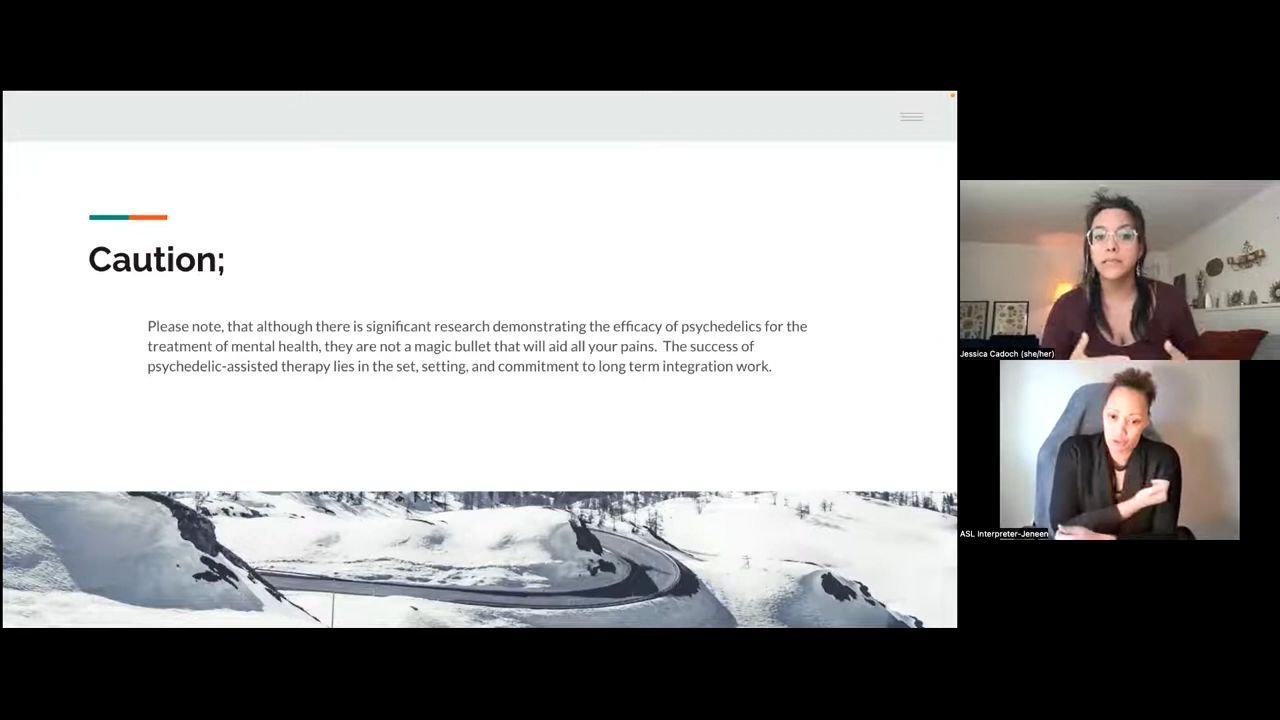 Caution;
Please note, that although there is significant research demonstrating the efficacy of psychedelics for the
treatment of mental health, they are not a magic bullet that will aid all your pains.  The success of
psychedelic-assisted therapy lies in the set, setting, and commitment to long term integration work.
Jessica Cadoch (she/her)
ASL Interpreter-Jeneen